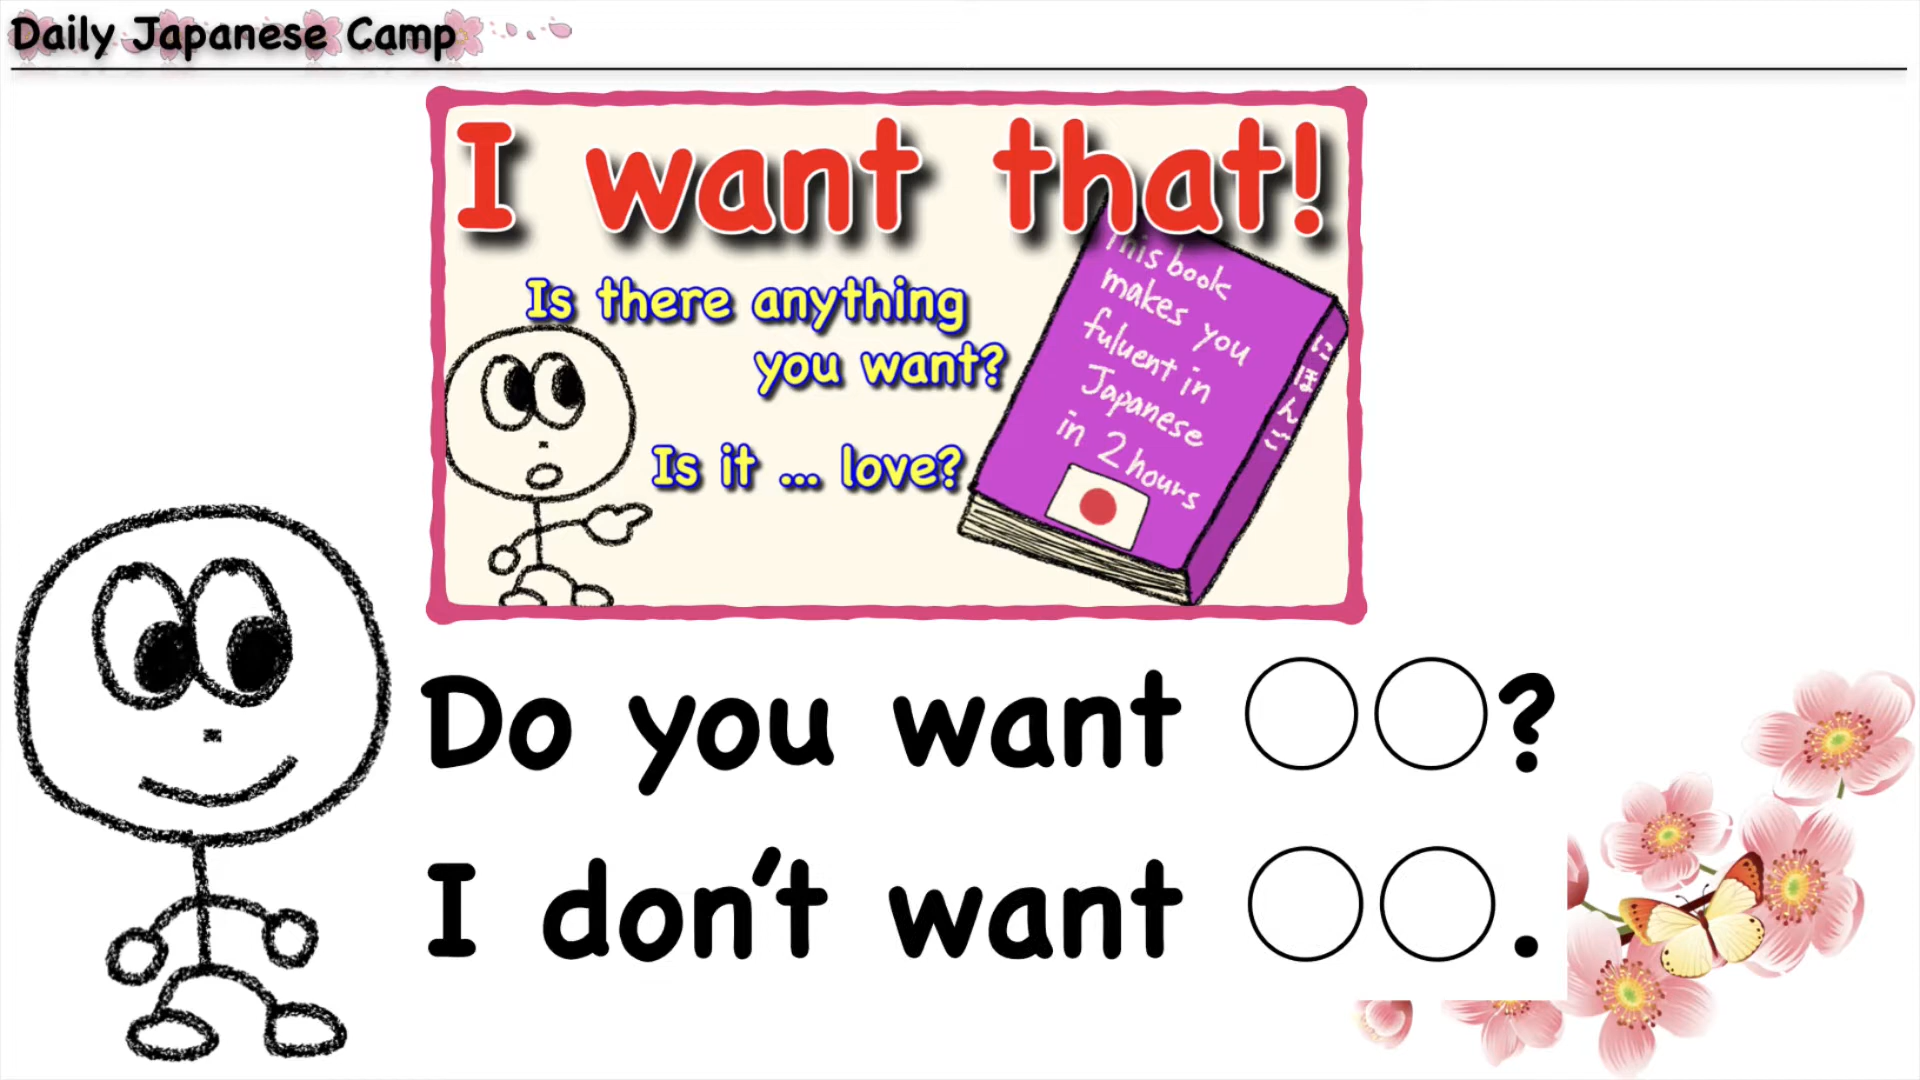 Daily Japanese Camp
I want that!
Is there anything
you want?
Is it ... love?
This book
makes you
fuluent in
Japanese
in 2 hours
にほんご
Do you want ○○?
I don't want ○○.